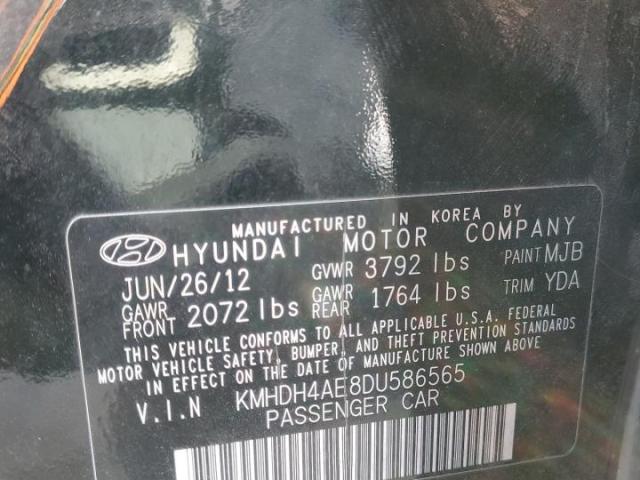 MANUFACTURED IN KOREA BY
HYUNDAI MOTOR COMPANY
JUN/26/12 GVWR 3792 lbs PAINT MJB
GAWR FRONT 2072 lbs GAWR REAR 1764 lbs TRIM YDA
THIS VEHICLE CONFORMS TO ALL APPLICABLE U.S.A. FEDERAL
MOTOR VEHICLE SAFETY, BUMPER, AND THEFT PREVENTION STANDARDS
IN EFFECT ON THE DATE OF MANUFACTURE SHOWN ABOVE
V.I.N KMHDH4AE8DU586565
PASSENGER CAR